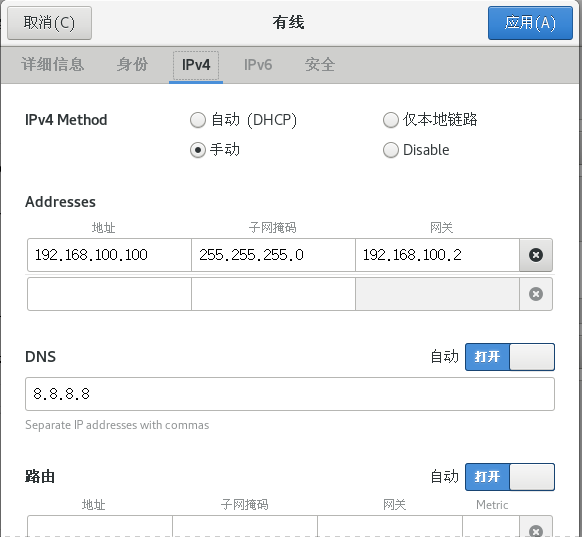 取消(C) 有线 应用(A)
详细信息 身份 IPv4 IPv6 安全
IPv4 Method 自动 (DHCP) 仅本地链路
手动 Disable
Addresses
地址 子网掩码 网关
192.168.100.100 255.255.255.0 192.168.100.2
DNS 自动 打开
8.8.8.8
Separate IP addresses with commas
路由 自动 打开
地址 子网掩码 网关 Metric